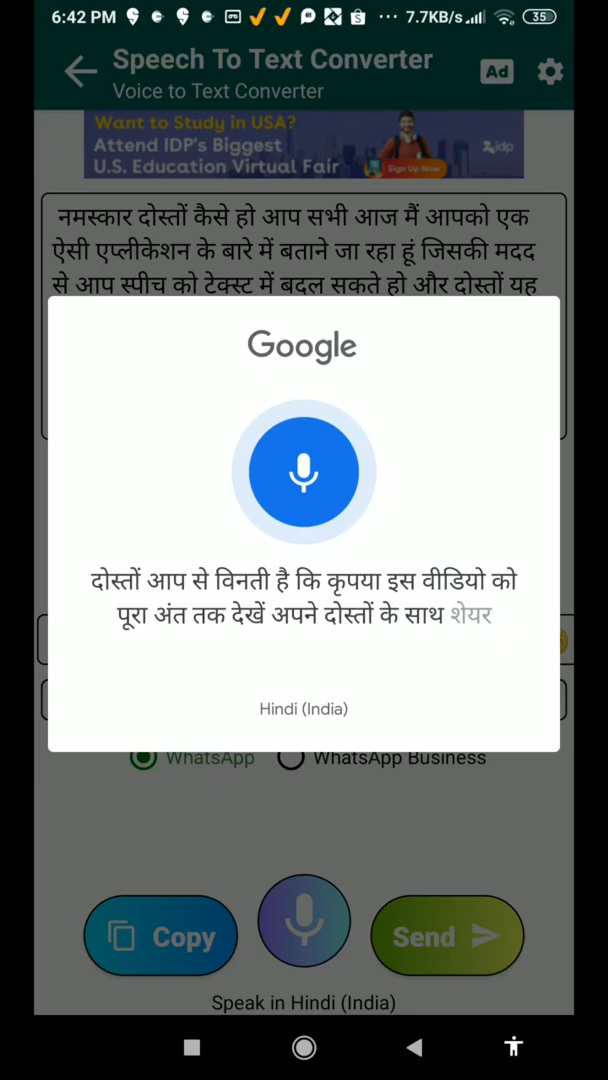 6:42 PM 7.7KB/s 35
Speech To Text Converter
Ad
Voice to Text Converter
Want to Study in USA?
Attend IDP's Biggest
U.S. Education Virtual Fair
Sign Up Now
idp
नमस्कार दोस्तों कैसे हो आप सभी आज मैं आपको एक
ऐसी एप्लीकेशन के बारे में बताने जा रहा हूं जिसकी मदद
से आप स्पीच को टेक्स्ट में बदल सकते हो और दोस्तों यह
Google
दोस्तों आप से विनती है कि कृपया इस वीडियो को
पूरा अंत तक देखें अपने दोस्तों के साथ शेयर
Hindi (India)
WhatsApp WhatsApp Business
Copy Send
Speak in Hindi (India)